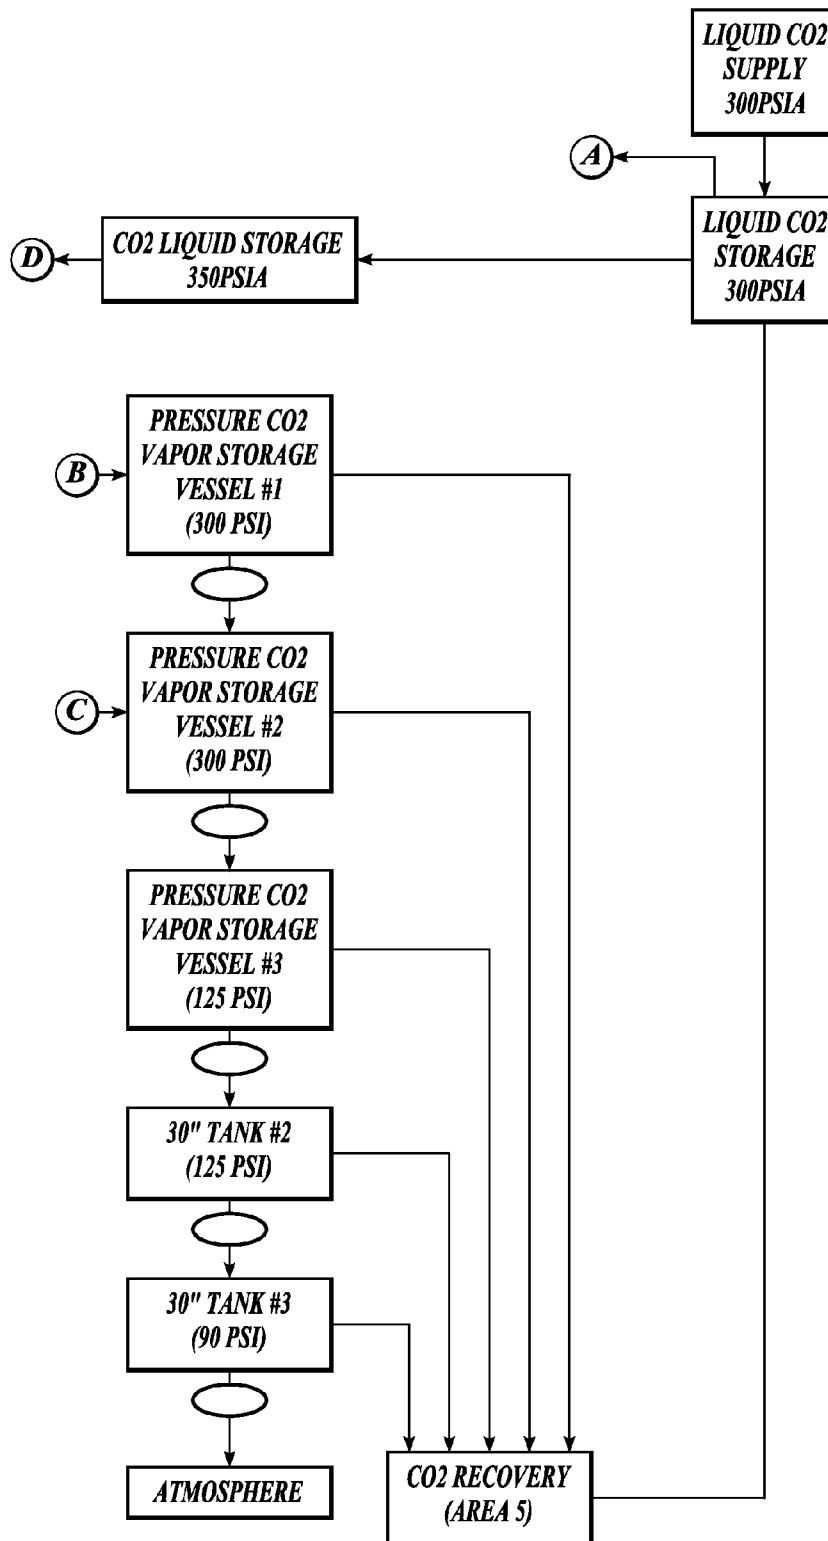 LIQUID CO2
SUPPLY
300PSIA
A
LIQUID CO2
STORAGE
300PSIA
D
CO2 LIQUID STORAGE
350PSIA
PRESSURE CO2
VAPOR STORAGE
VESSEL #1
(300 PSI)
B
PRESSURE CO2
VAPOR STORAGE
VESSEL #2
(300 PSI)
C
PRESSURE CO2
VAPOR STORAGE
VESSEL #3
(125 PSI)
30" TANK #2
(125 PSI)
30" TANK #3
(90 PSI)
ATMOSPHERE
CO2 RECOVERY
(AREA 5)